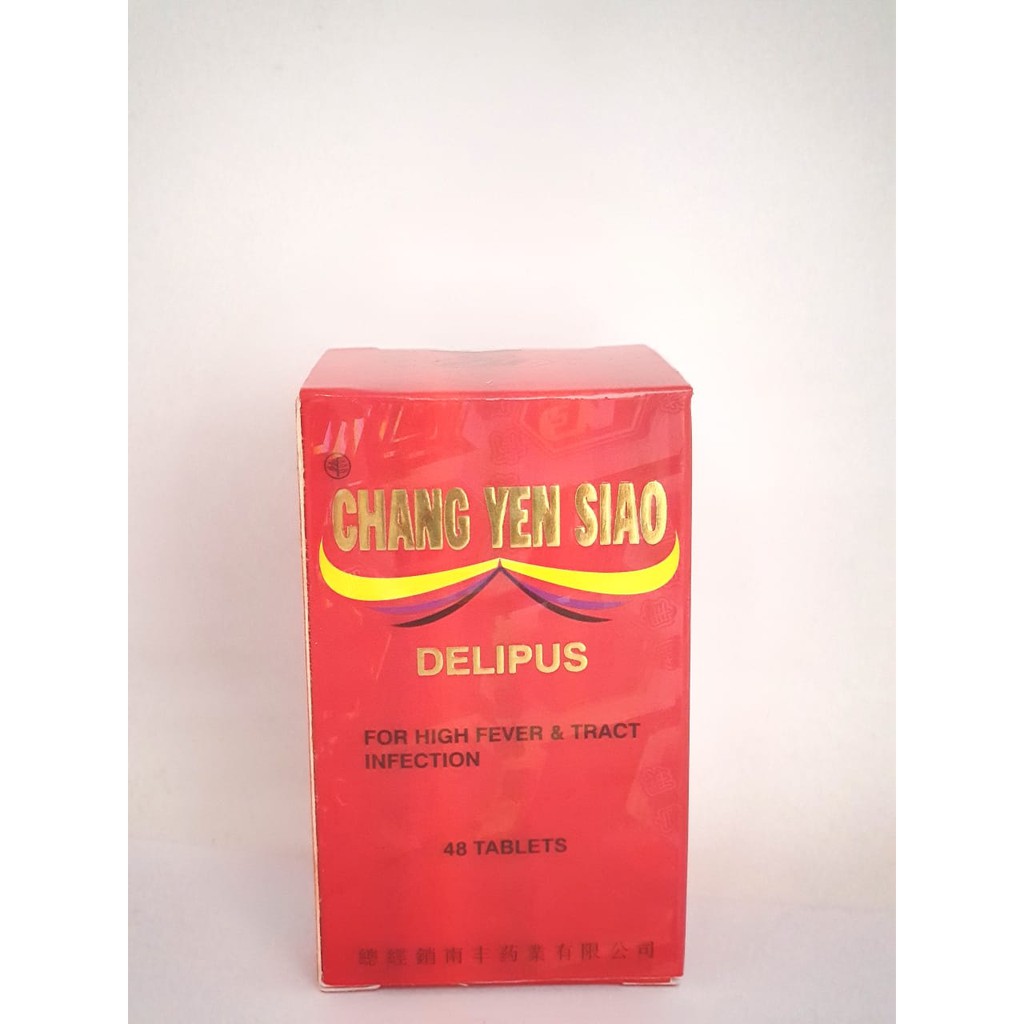 CHANG YEN SIAO
DELIPUS
FOR HIGH FEVER & TRACT
INFECTION
48 TABLETS
總經銷南丰药業有限公司